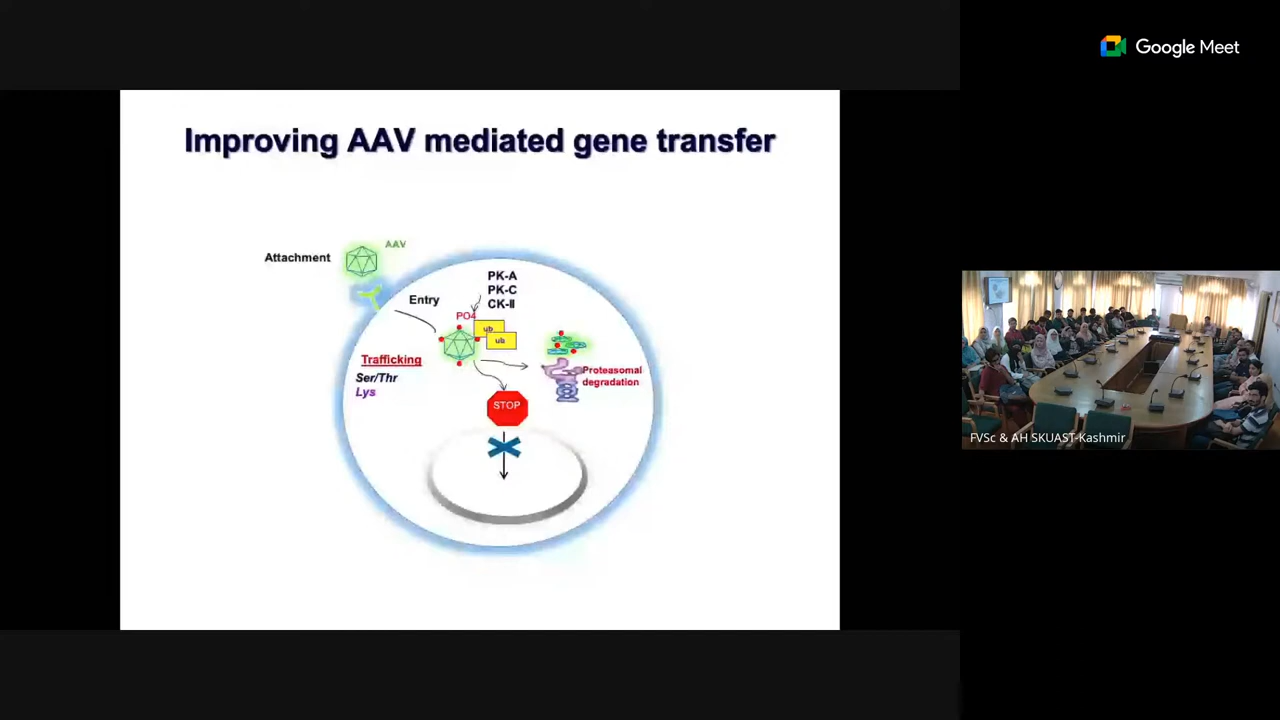 Google Meet
Improving AAV mediated gene transfer
AAV
Attachment
PK-A
PK-C
CK-II
Entry
PO4
ub
ub
Trafficking
Ser/Thr
Lys
Proteasomal
degradation
STOP
FVSc & AH SKUAST-Kashmir